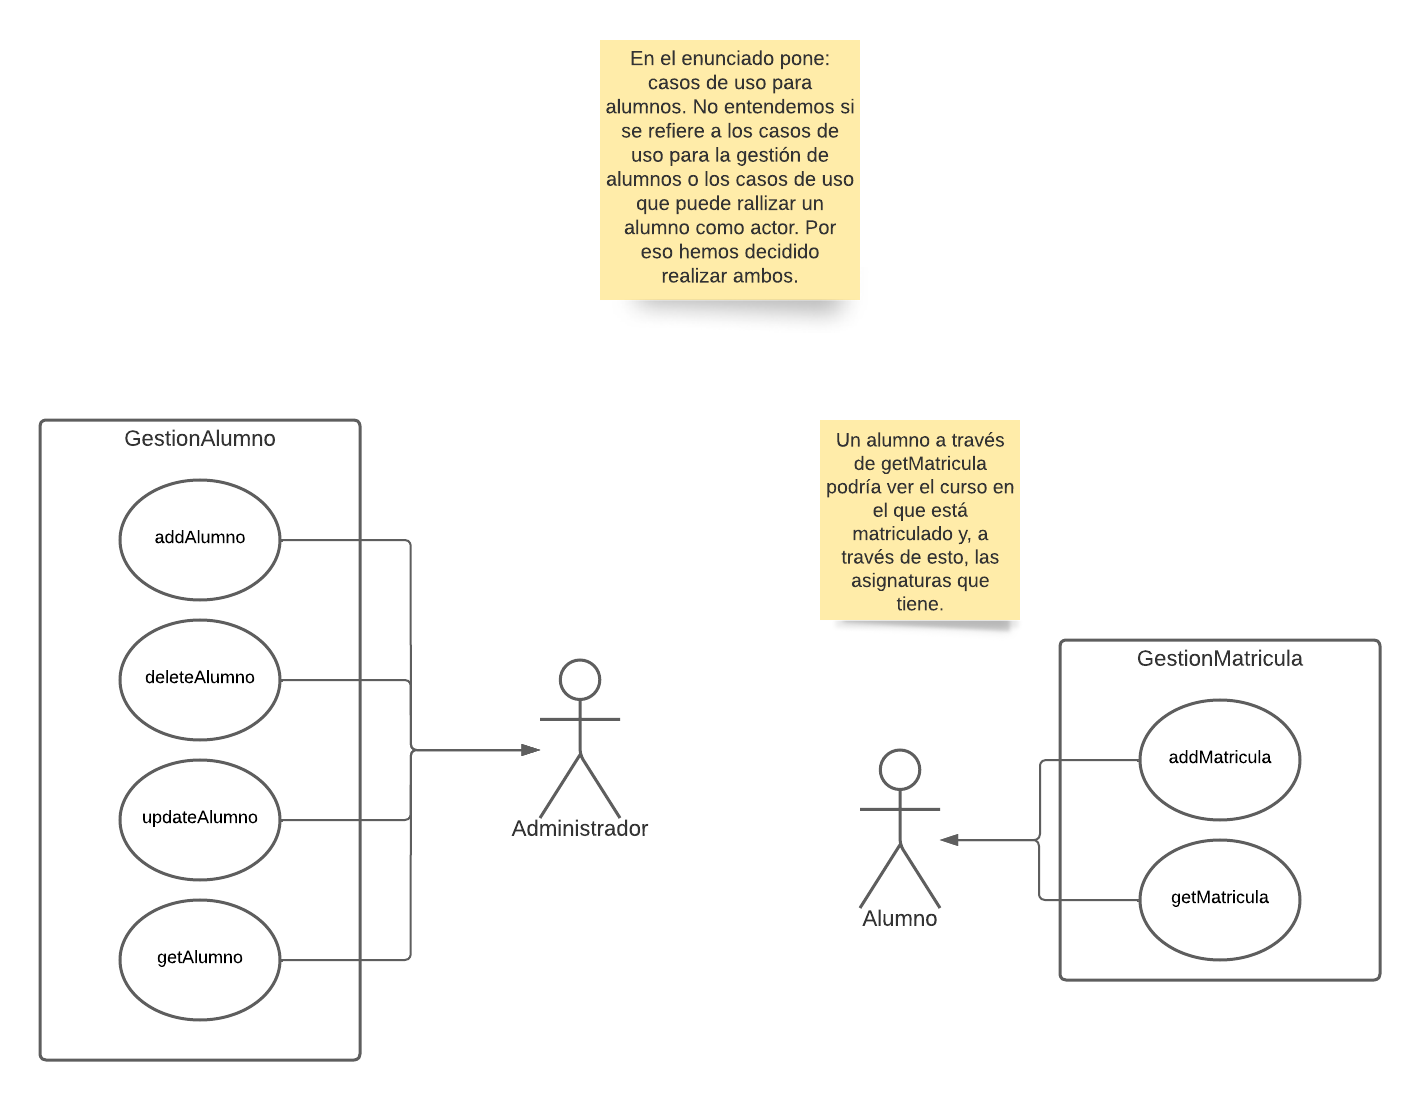 En el enunciado pone:
casos de uso para
alumnos. No entendemos si
se refiere a los casos de
uso para la gestión de
alumnos o los casos de uso
que puede rallizar un
alumno como actor. Por
eso hemos decidido
realizar ambos.
GestionAlumno
addAlumno
deleteAlumno
updateAlumno
getAlumno
Administrador
Un alumno a través
de getMatricula
podría ver el curso en
el que está
matriculado y, a
través de esto, las
asignaturas que
tiene.
Alumno
GestionMatricula
addMatricula
getMatricula